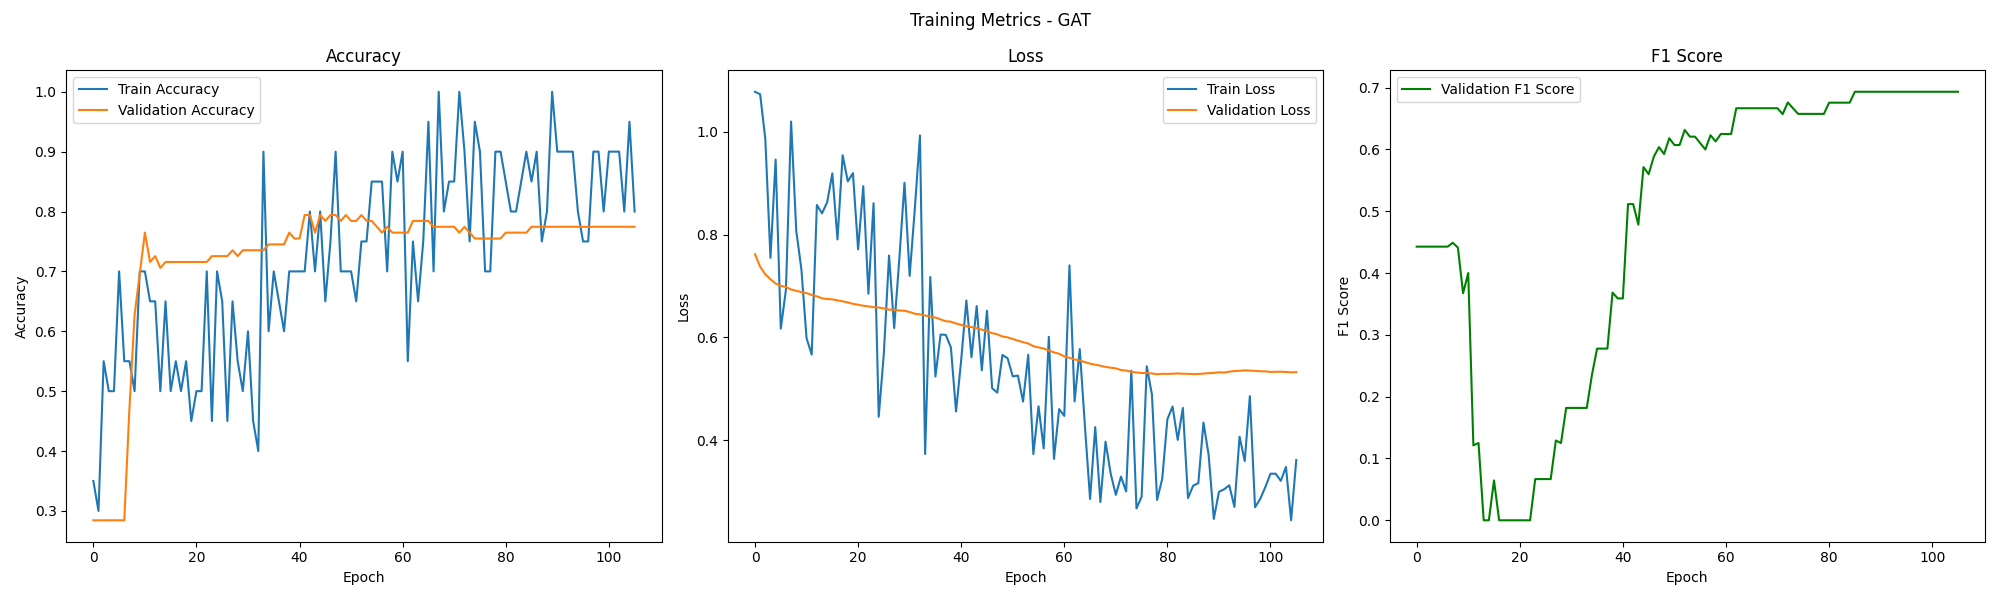 Training Metrics - GAT
Accuracy
Train Accuracy
Validation Accuracy
1.0
0.9
0.8
0.7
0.6
0.5
0.4
0.3
Accuracy
0 20 40 60 80 100
Epoch
Loss
Train Loss
Validation Loss
1.0
0.8
0.6
0.4
Loss
0 20 40 60 80 100
Epoch
F1 Score
Validation F1 Score
0.7
0.6
0.5
0.4
0.3
0.2
0.1
0.0
F1 Score
0 20 40 60 80 100
Epoch